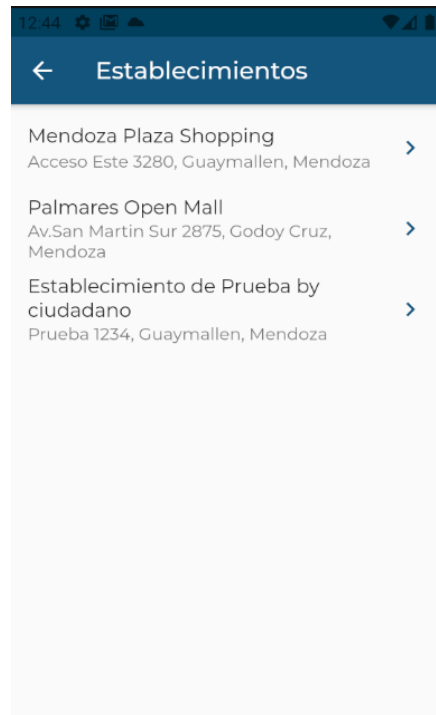 12:44
Establecimientos
Mendoza Plaza Shopping
Acceso Este 3280, Guaymallen, Mendoza
Palmares Open Mall
Av.San Martin Sur 2875, Godoy Cruz,
Mendoza
Establecimiento de Prueba by
ciudadano
Prueba 1234, Guaymallen, Mendoza